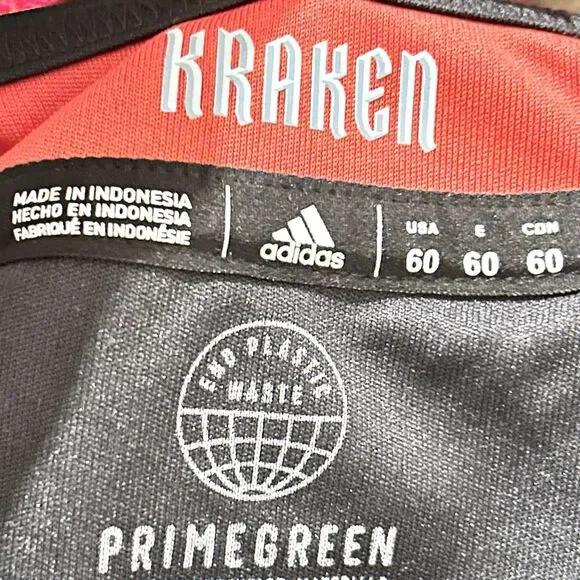 KRAKEN
MADE IN INDONESIA
HECHO EN INDONESIA
FABRIQUÉ EN INDONÉSIE
adidas
USA E CDN
60 60 60
END PLASTIC
WASTE
PRIMEGREEN